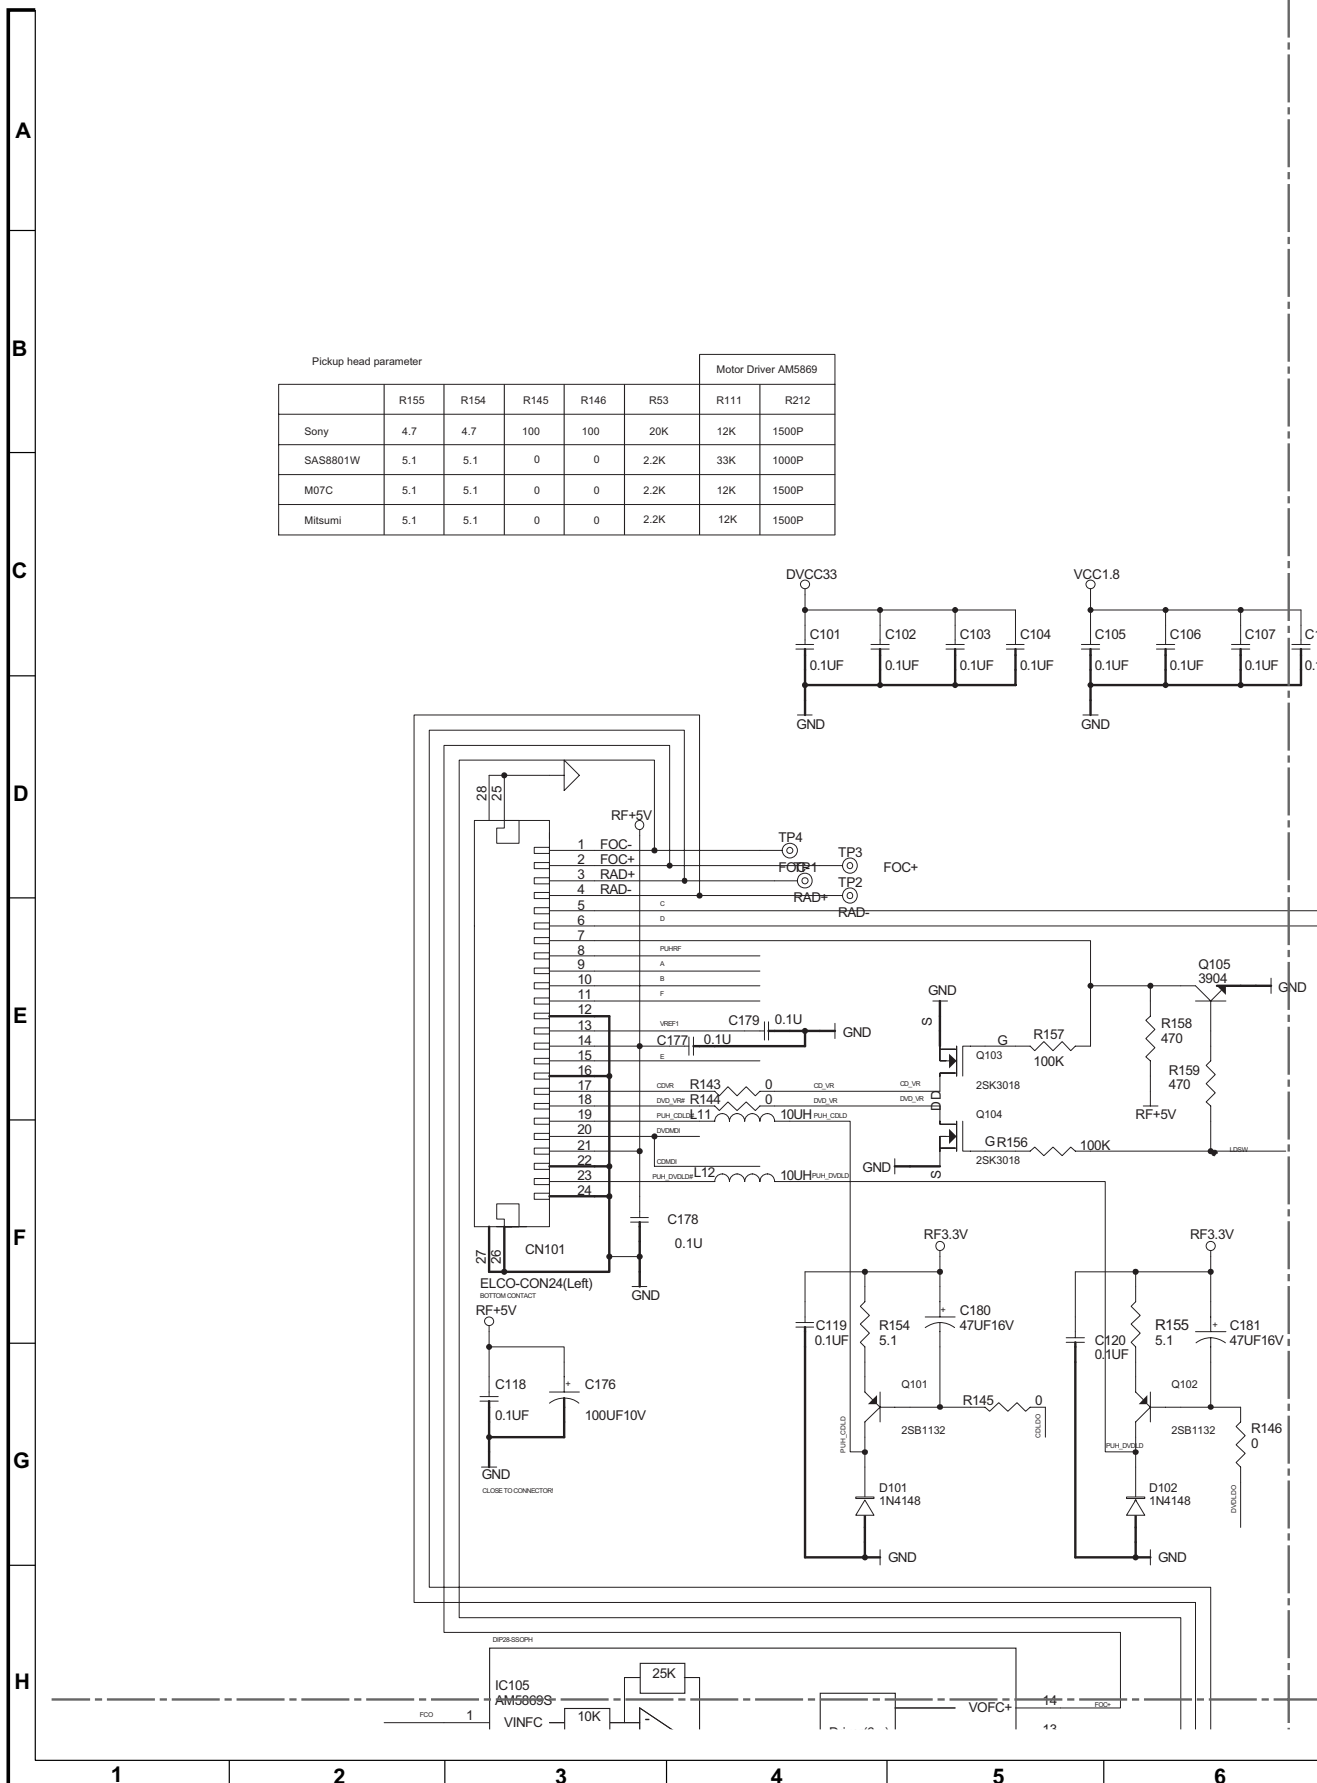 A
B
Pickup head parameter
Motor Driver AM5869
R155 R154 R145 R146 R53 R111 R212
Sony 4.7 4.7 100 100 20K 12K 1500P
SAS8801W 5.1 5.1 0 0 2.2K 33K 1000P
M07C 5.1 5.1 0 0 2.2K 12K 1500P
Mitsumi 5.1 5.1 0 0 2.2K 12K 1500P
C
DVCC33 VCC1.8
C101 C102 C103 C104 C105 C106 C107
0.1UF 0.1UF 0.1UF 0.1UF 0.1UF 0.1UF 0.1UF
GND GND
D
28 25
RF+5V
1 FOC- TP4
2 FOC+ TP3 FOC+
3 RAD+ TP1
4 RAD- RAD+ TP2
5 C RAD-
6 D
7
8 PUHRF
9 A
10 B
11 F
12
13 VREF1 C179 0.1U GND
14 C177 0.1U
15 E
16
17 CDVR R143 0 CD_VR CD_VR
18 DVD_VR# R144 0 DVD_VR DVD_VR
19 PUH_CDLD# L11 10UH PUH_CDLD
20 DVDMDI
21
22 CDMDI
23 PUH_DVDLD# L12 10UH PUH_DVDLD
24
E
Q105
3904
GND
GND
S
G R157
100K
Q103
2SK3018
R158
470
R159
470
RF+5V
D D
Q104
G R156 100K
2SK3018
LDSW
GND
S
F
27 26
CN101
ELCO-CON24(Left)
BOTTOM CONTACT
C178
0.1U
GND
RF+5V
RF3.3V RF3.3V
C119
0.1UF
R154
5.1
C180
47UF16V
C120
0.1UF
R155
5.1
C181
47UF16V
C118
0.1UF
C176
100UF10V
Q101
2SB1132
R145 0
CDLDO
Q102
2SB1132
R146
0
DVDLDO
G
GND
CLOSE TO CONNECTOR!
PUH_CDLD
PUH_DVDLD
D101
1N4148
D102
1N4148
GND GND
H
DIP28-SSOPH
IC105
AM5869S
25K
FCO 1 VINFC 10K -
VOFC+ 14 FOC+
13
1 2 3 4 5 6